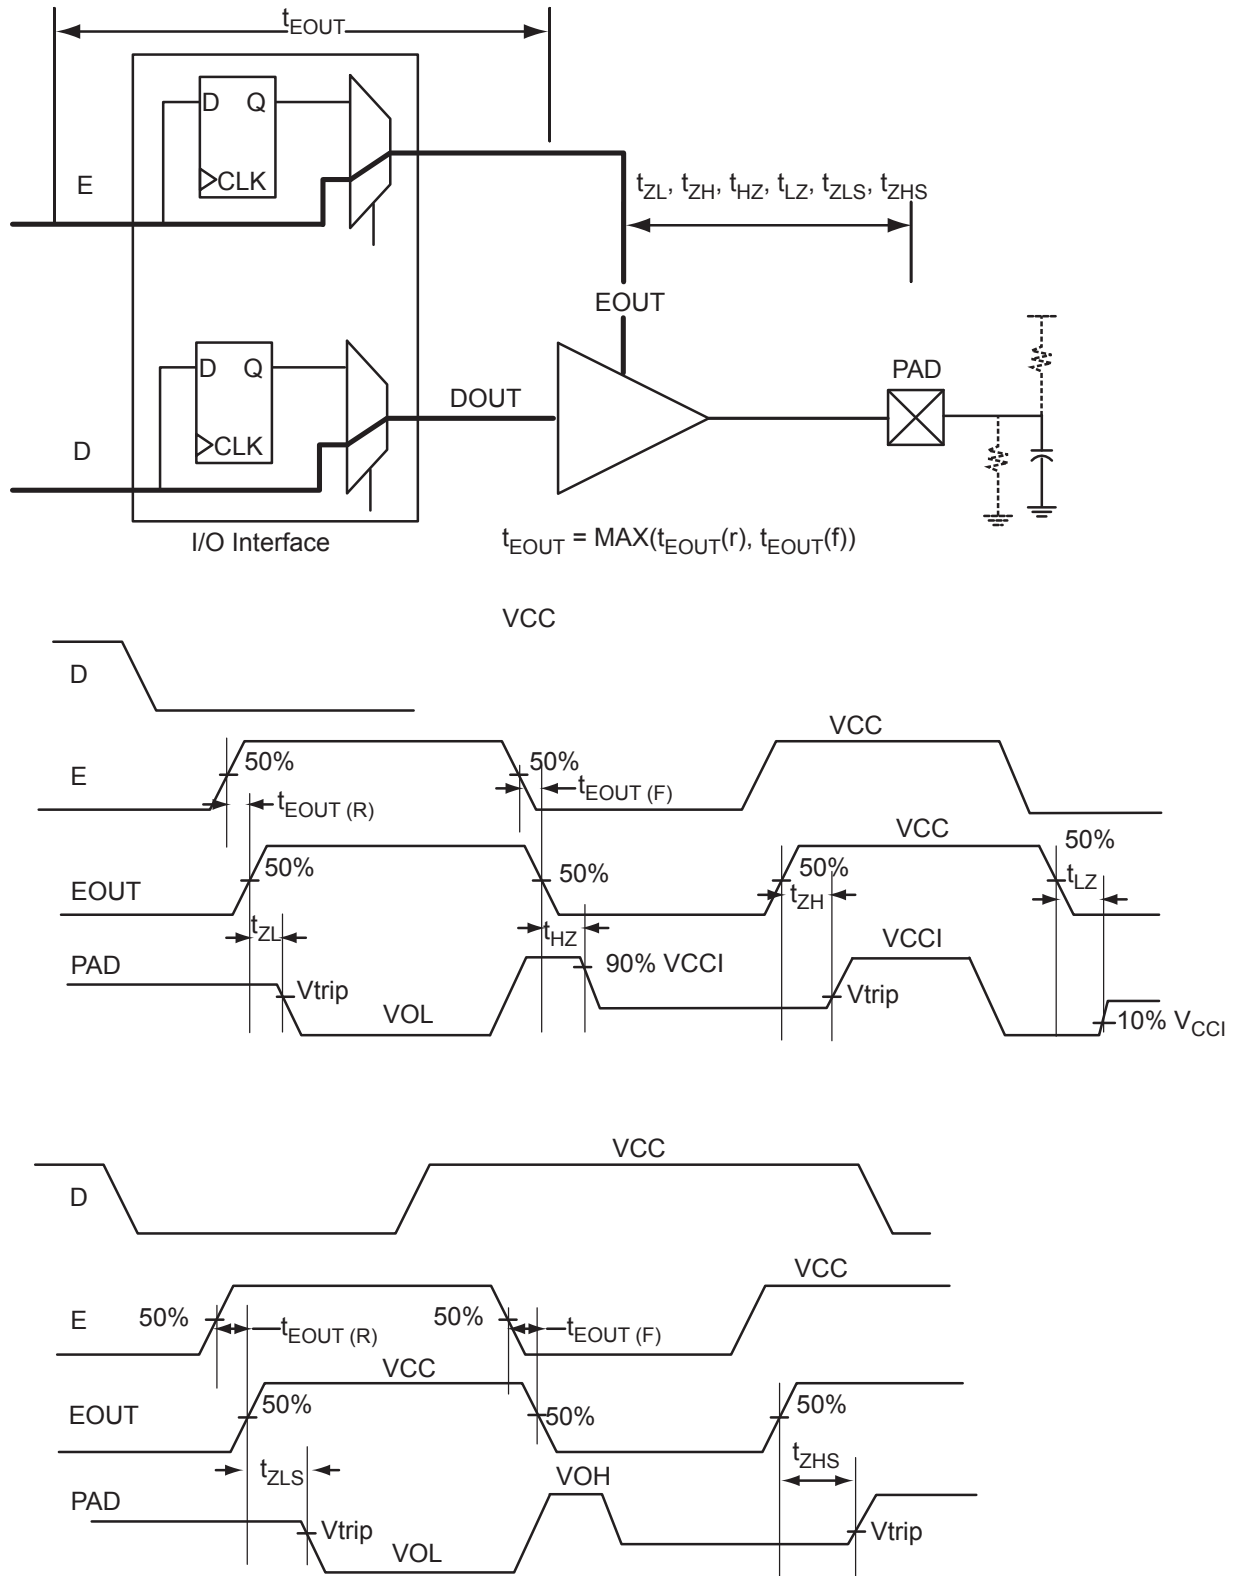 tEOUT
D Q
CLK
E
tZL, tZH, tHZ, tLZ, tZLS, tZHS
EOUT
D Q
CLK
DOUT
PAD
D
I/O Interface
tEOUT = MAX(tEOUT(r), tEOUT(f))
VCC
D
VCC
E
50%
50%
tEOUT (R)
tEOUT (F)
VCC
50%
EOUT
50%
50%
50%
tZL
tHZ
tZH
tLZ
PAD
VCCI
90% VCCI
Vtrip
Vtrip
VOL
10% VCCI
VCC
D
VCC
E
50%
50%
tEOUT (R)
tEOUT (F)
VCC
EOUT
50%
50%
50%
tZLS
tZHS
VOH
PAD
Vtrip
Vtrip
VOL